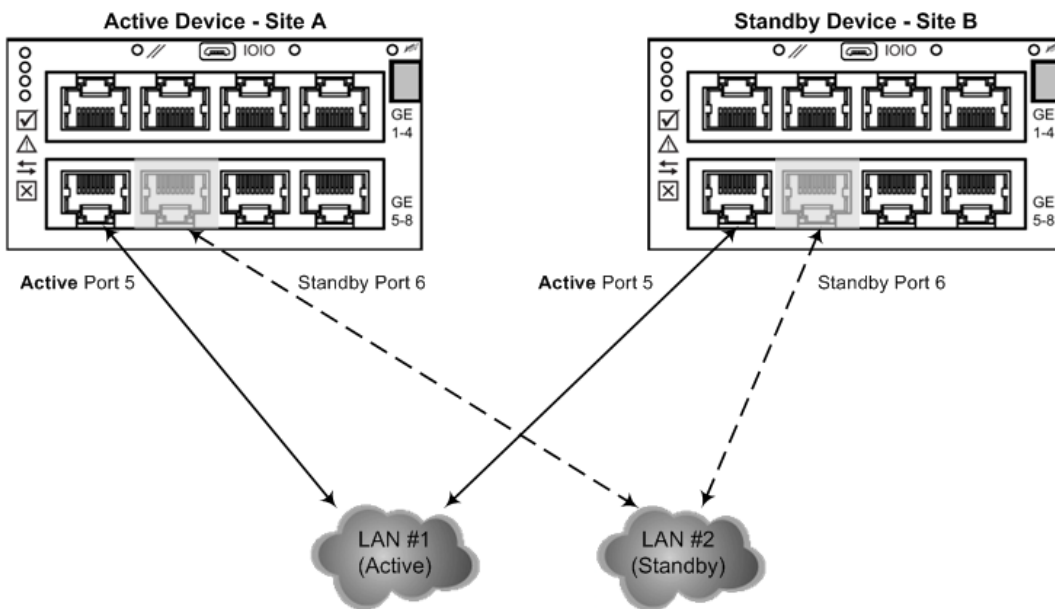 Active Device - Site A
Standby Device - Site B
IOIO
IOIO
GE
1-4
GE
1-4
GE
5-8
GE
5-8
Active Port 5
Standby Port 6
Active Port 5
Standby Port 6
LAN #1
(Active)
LAN #2
(Standby)